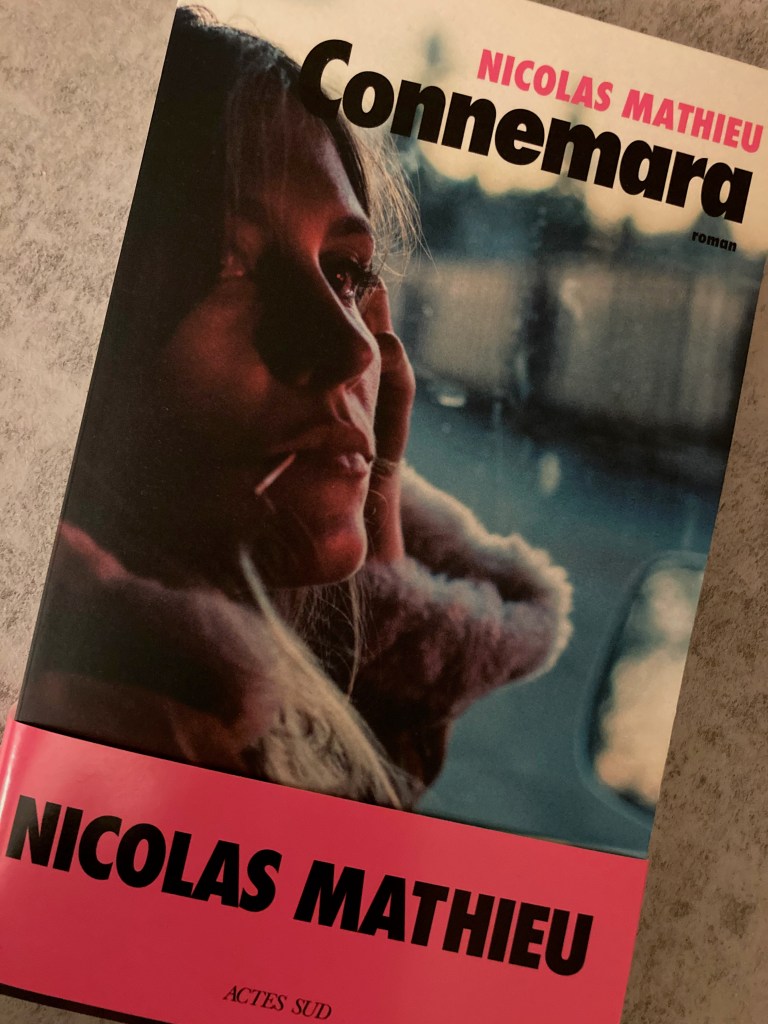 NICOLAS MATHIEU
Connemara
roman
NICOLAS MATHIEU
ACTES SUD